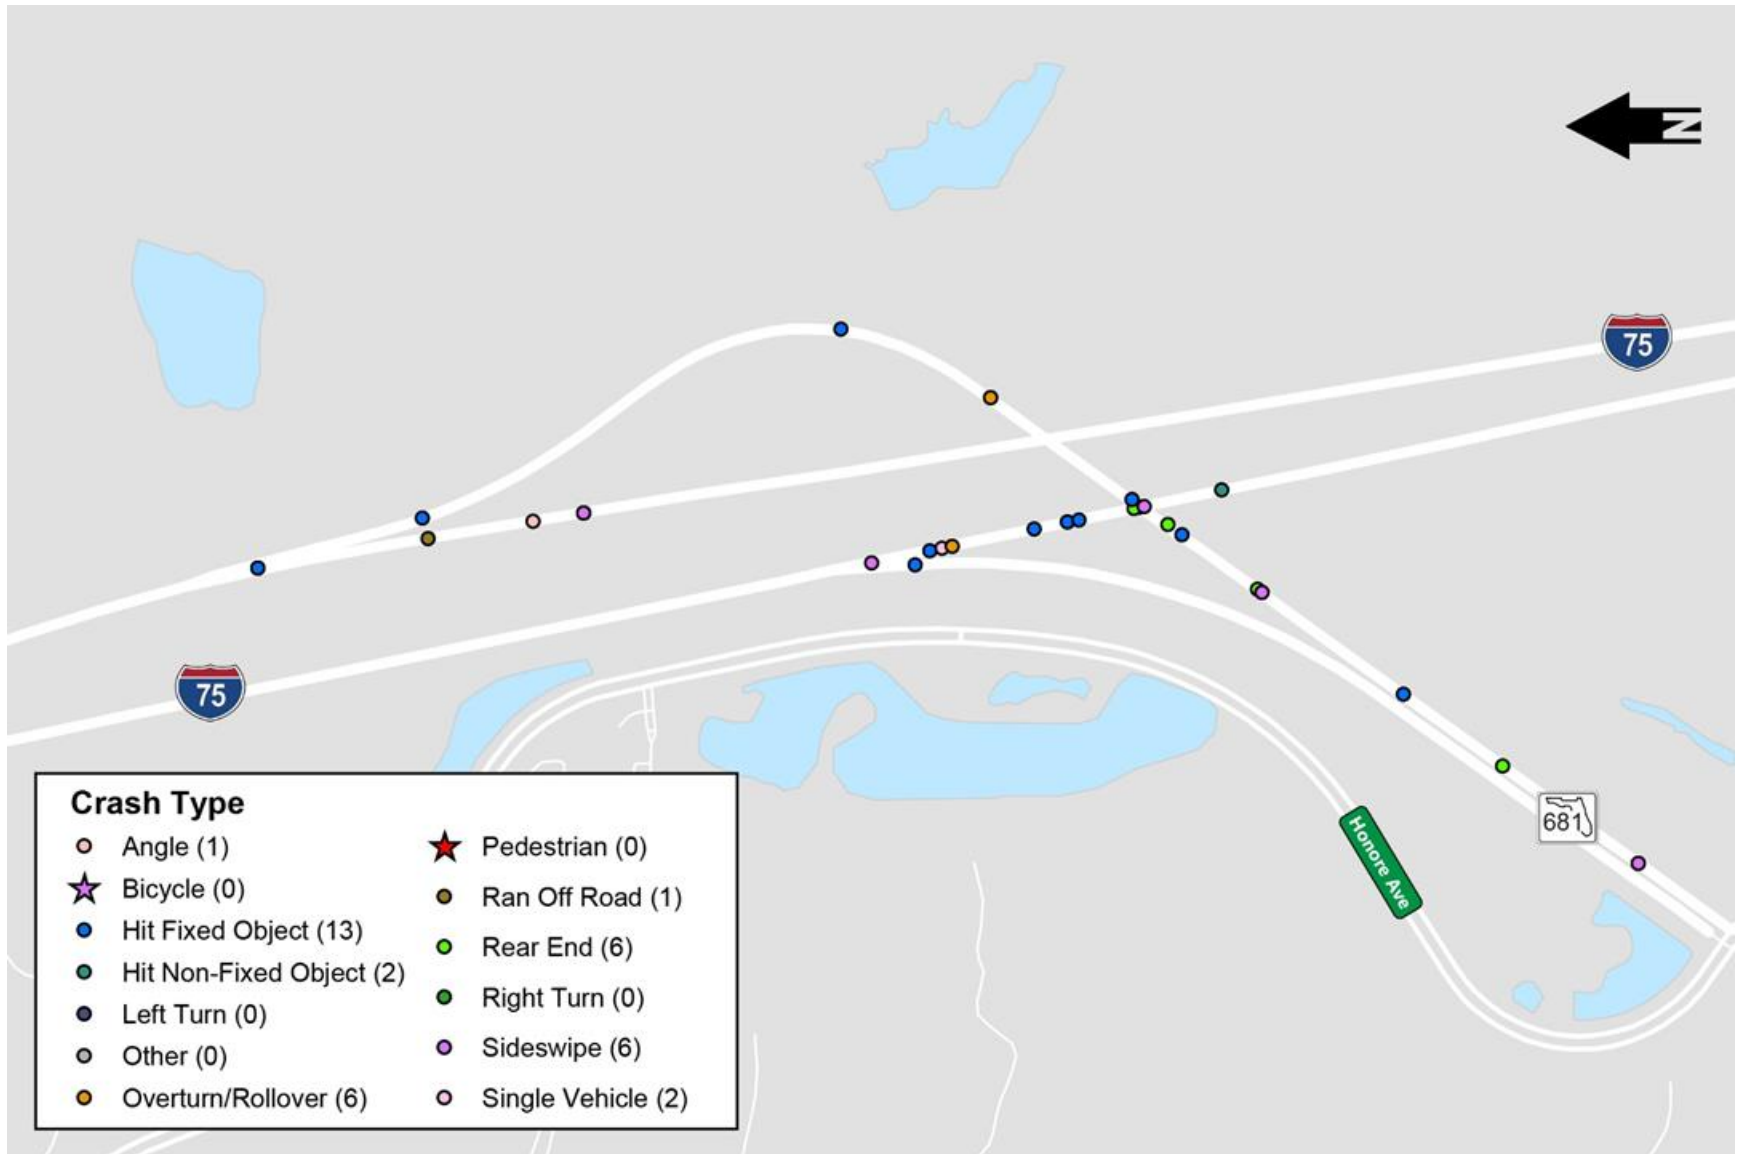 N
75
75
681
Honore Ave
Crash Type
Angle (1)
Bicycle (0)
Hit Fixed Object (13)
Hit Non-Fixed Object (2)
Left Turn (0)
Other (0)
Overturn/Rollover (6)
Pedestrian (0)
Ran Off Road (1)
Rear End (6)
Right Turn (0)
Sideswipe (6)
Single Vehicle (2)